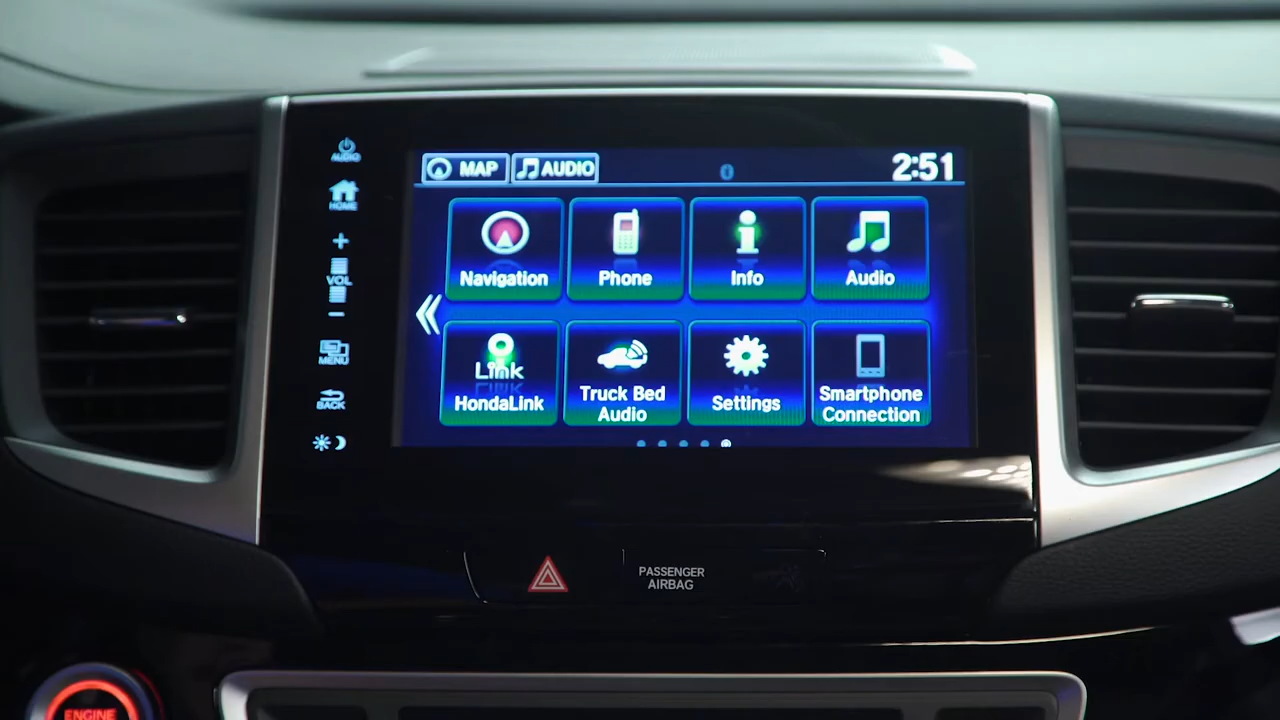 AUDIO
HOME
+
VOL
−
MENU
BACK
MAP
AUDIO
2:51
Navigation
Phone
Info
Audio
Link
HondaLink
Truck Bed
Audio
Settings
Smartphone
Connection
PASSENGER
AIRBAG
ENGINE